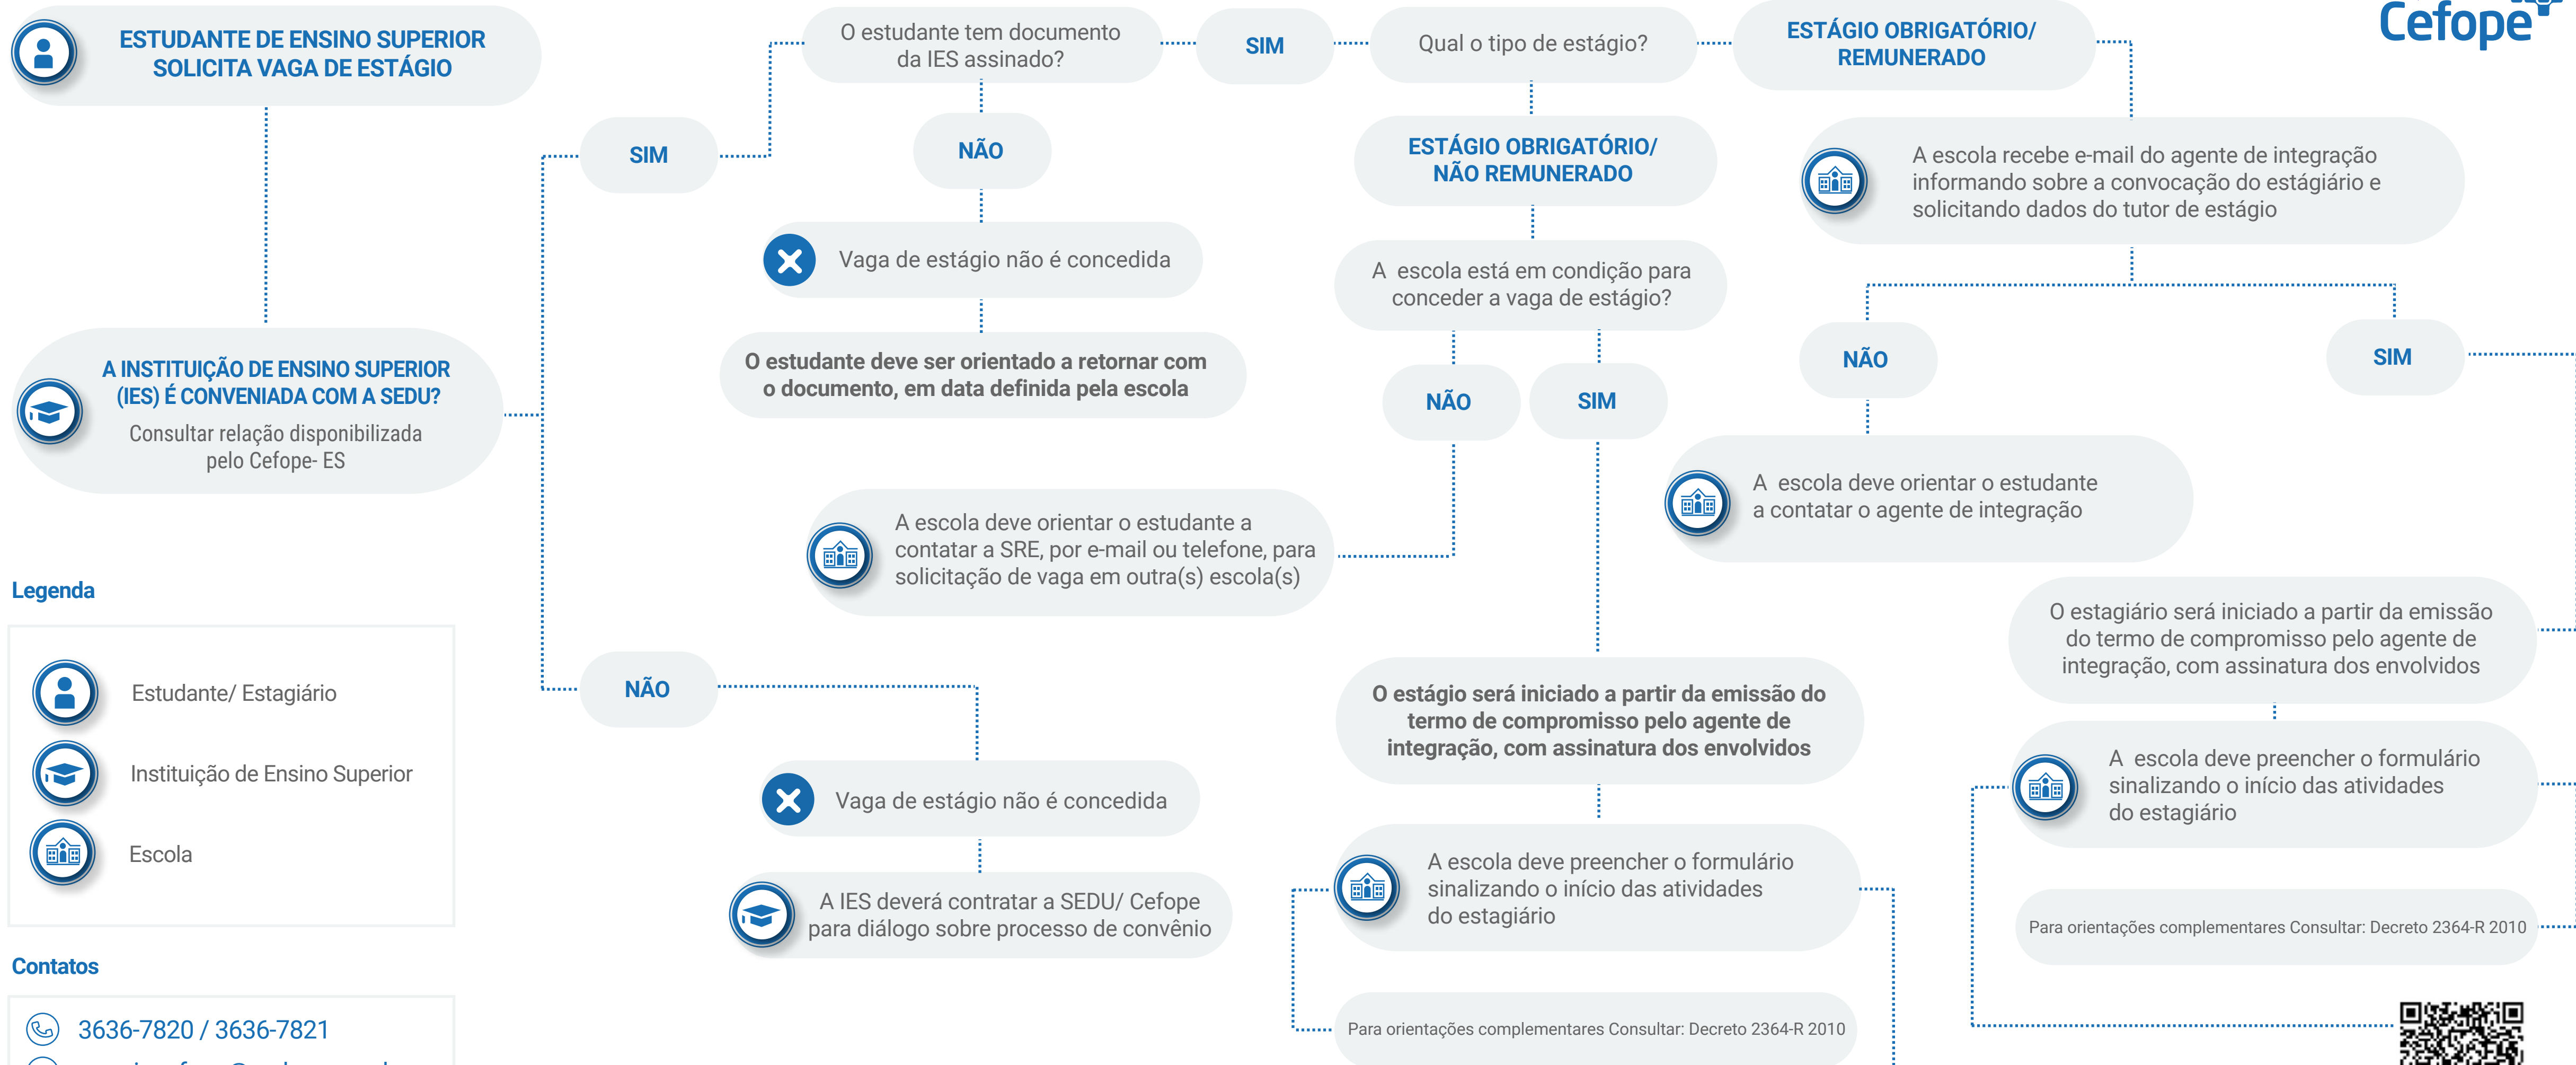 ESTUDANTE DE ENSINO SUPERIOR
SOLICITA VAGA DE ESTÁGIO
O estudante tem documento
da IES assinado?
SIM
Qual o tipo de estágio?
ESTÁGIO OBRIGATÓRIO/
REMUNERADO
Cefope
SIM
NÃO
ESTÁGIO OBRIGATÓRIO/
NÃO REMUNERADO
A escola recebe e-mail do agente de integração
informando sobre a convocação do estágiário e
solicitando dados do tutor de estágio
Vaga de estágio não é concedida
A escola está em condição para
conceder a vaga de estágio?
O estudante deve ser orientado a retornar com
o documento, em data definida pela escola
NÃO
SIM
NÃO
SIM
A INSTITUIÇÃO DE ENSINO SUPERIOR
(IES) É CONVENIADA COM A SEDU?
Consultar relação disponibilizada
pelo Cefope- ES
A escola deve orientar o estudante a
contatar a SRE, por e-mail ou telefone, para
solicitação de vaga em outra(s) escola(s)
A escola deve orientar o estudante
a contatar o agente de integração
Legenda
Estudante/ Estagiário
Instituição de Ensino Superior
Escola
NÃO
O estágio será iniciado a partir da emissão do
termo de compromisso pelo agente de
integração, com assinatura dos envolvidos
O estagiário será iniciado a partir da emissão
do termo de compromisso pelo agente de
integração, com assinatura dos envolvidos
Vaga de estágio não é concedida
A escola deve preencher o formulário
sinalizando o início das atividades
do estagiário
A IES deverá contratar a SEDU/ Cefope
para diálogo sobre processo de convênio
A escola deve preencher o formulário
sinalizando o início das atividades
do estagiário
Para orientações complementares Consultar: Decreto 2364-R 2010
Para orientações complementares Consultar: Decreto 2364-R 2010
Contatos
3636-7820 / 3636-7821